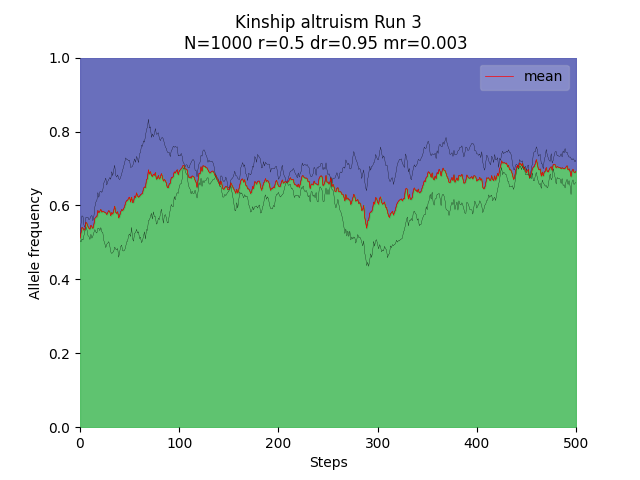 Kinship altruism Run 3
N=1000 r=0.5 dr=0.95 mr=0.003
mean
1.0
0.8
0.6
0.4
0.2
0.0
Allele frequency
0 100 200 300 400 500
Steps